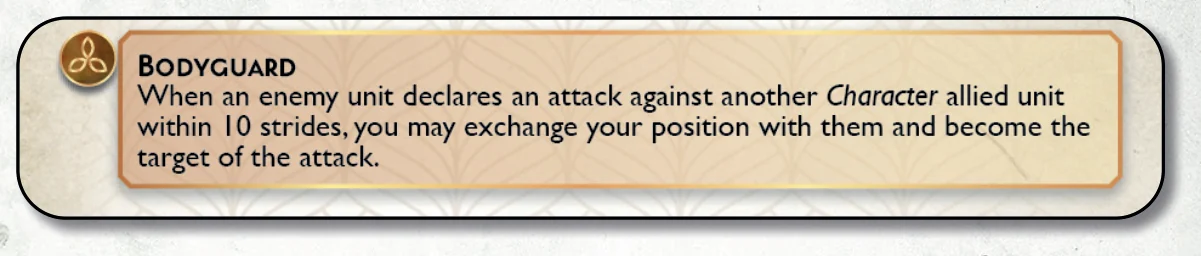 BODYGUARD
When an enemy unit declares an attack against another Character allied unit
within 10 strides, you may exchange your position with them and become the
target of the attack.